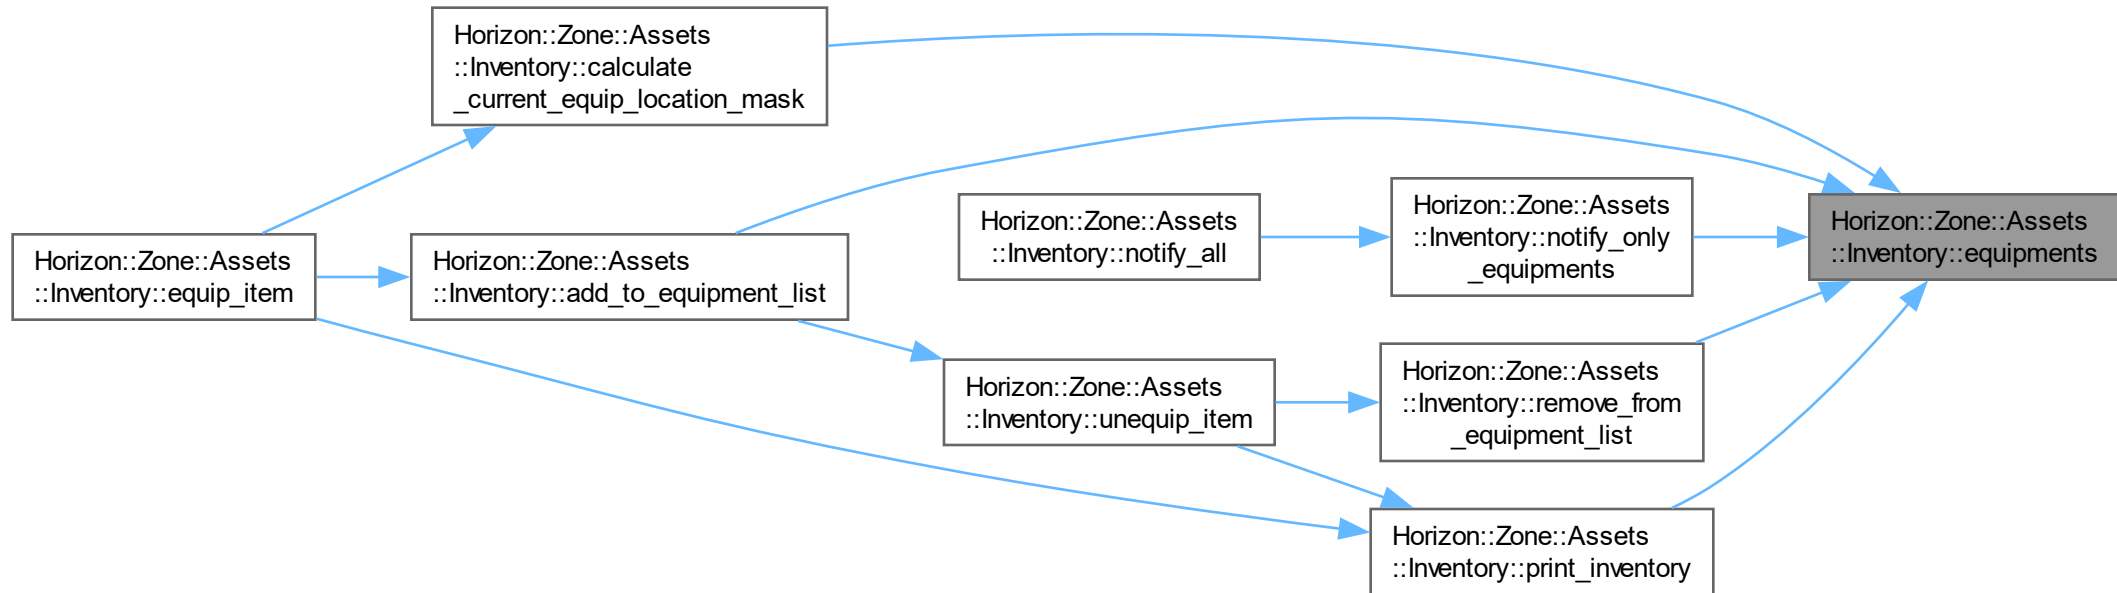 Horizon::Zone::Assets
::Inventory::calculate
_current_equip_location_mask
Horizon::Zone::Assets
::Inventory::equip_item
Horizon::Zone::Assets
::Inventory::add_to_equipment_list
Horizon::Zone::Assets
::Inventory::notify_all
Horizon::Zone::Assets
::Inventory::notify_only
_equipments
Horizon::Zone::Assets
::Inventory::equipments
Horizon::Zone::Assets
::Inventory::unequip_item
Horizon::Zone::Assets
::Inventory::remove_from
_equipment_list
Horizon::Zone::Assets
::Inventory::print_inventory